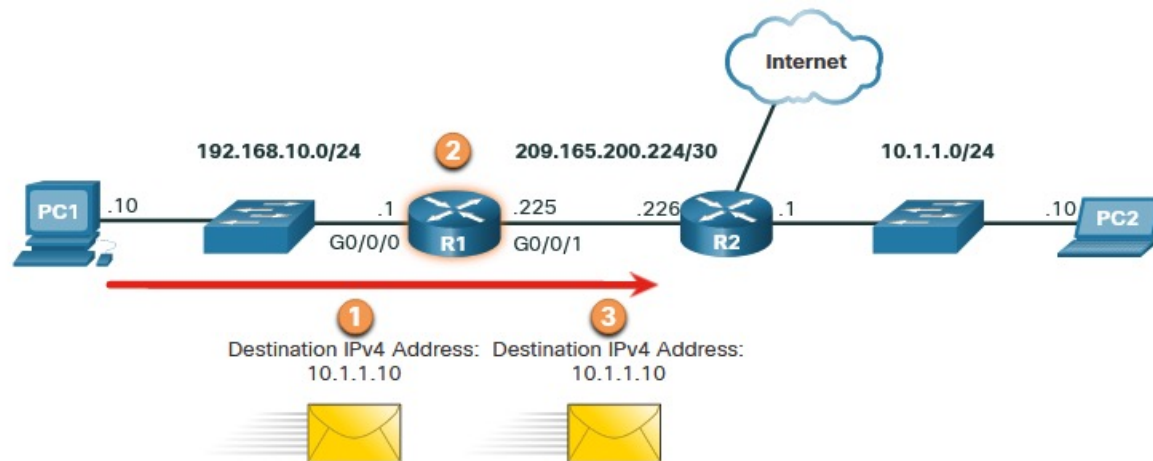 Internet
192.168.10.0/24
2
209.165.200.224/30
10.1.1.0/24
PC1
.10
.1
G0/0/0
R1
.225
G0/0/1
.226
R2
.1
.10
PC2
1
Destination IPv4 Address:
10.1.1.10
3
Destination IPv4 Address:
10.1.1.10